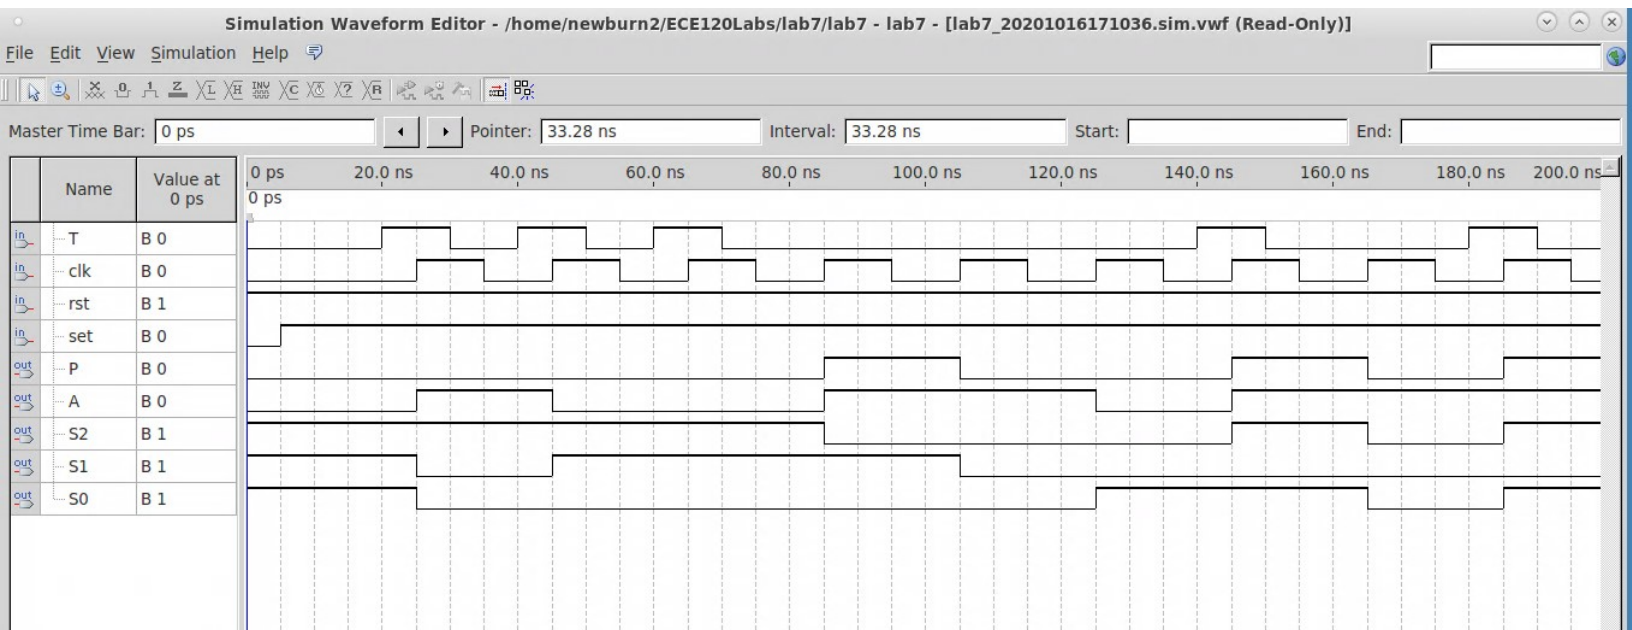 Simulation Waveform Editor - /home/newburn2/ECE120Labs/lab7/lab7 - lab7 - [lab7_20201016171036.sim.vwf (Read-Only)]
File Edit View Simulation Help
Master Time Bar: 0 ps Pointer: 33.28 ns Interval: 33.28 ns Start: End:
Name Value at 0 ps 20.0 ns 40.0 ns 60.0 ns 80.0 ns 100.0 ns 120.0 ns 140.0 ns 160.0 ns 180.0 ns 200.0 ns
0 ps 0 ps
in T B 0
in clk B 0
in rst B 1
in set B 0
out P B 0
out A B 0
out S2 B 1
out S1 B 1
out S0 B 1